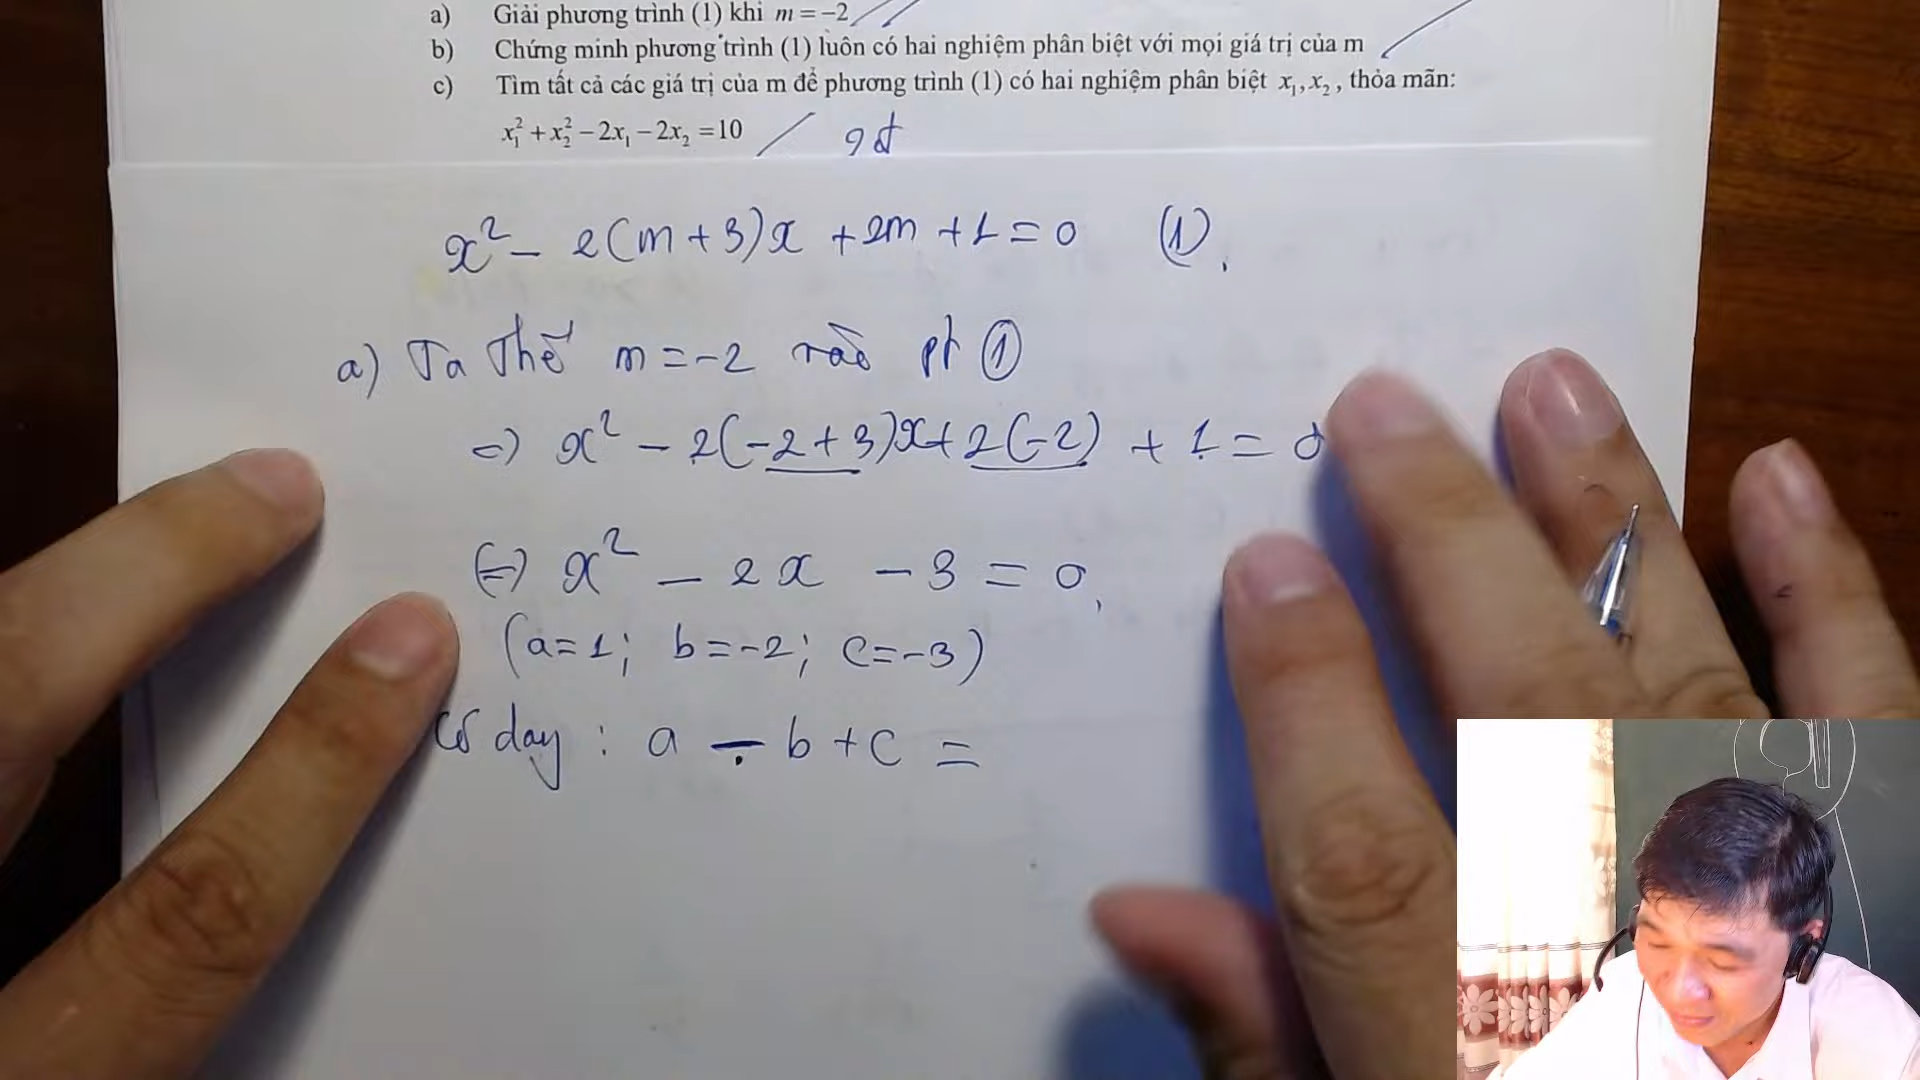 a) Giải phương trình (1) khi m = −2
b) Chứng minh phương trình (1) luôn có hai nghiệm phân biệt với mọi giá trị của m
c) Tìm tất cả các giá trị của m để phương trình (1) có hai nghiệm phân biệt x₁, x₂, thỏa mãn:
x₁² + x₂² − 2x₁ − 2x₂ = 10 / 9đ
x² − 2(m+3)x + 2m + 1 = 0 (1).
a) Ta thế m = −2 vào pt ①
=) x² − 2(−2+3)x + 2(−2) + 1 = 0
(=) x² − 2x − 3 = 0,
(a=1; b=−2; c=−3)
day : a − b + c =